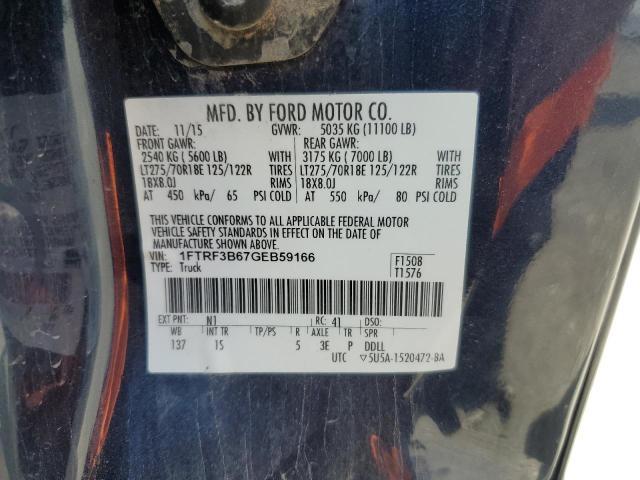 MFD. BY FORD MOTOR CO.
DATE: 11/15 GVWR: 5035 KG (11100 LB)
FRONT GAWR: REAR GAWR:
2540 KG (5600 LB) WITH 3175 KG (7000 LB) WITH
LT275/70R18E 125/122R TIRES LT275/70R18E 125/122R TIRES
18X8.0J RIMS 18X8.0J RIMS
AT 450 kPa/ 65 PSI COLD AT 550 kPa/ 80 PSI COLD
THIS VEHICLE CONFORMS TO ALL APPLICABLE FEDERAL MOTOR
VEHICLE SAFETY STANDARDS IN EFFECT ON THE DATE OF
MANUFACTURE SHOWN ABOVE.
VIN: 1FTRF3B67GEB59166 F1508
TYPE: Truck T1576
EXT PNT: N1 RC: 41 DSO:
WB INT TR TP/PS R AXLE TR SPR
137 15 5 3E P DDLL
UTC ▽5U5A-1520472-BA